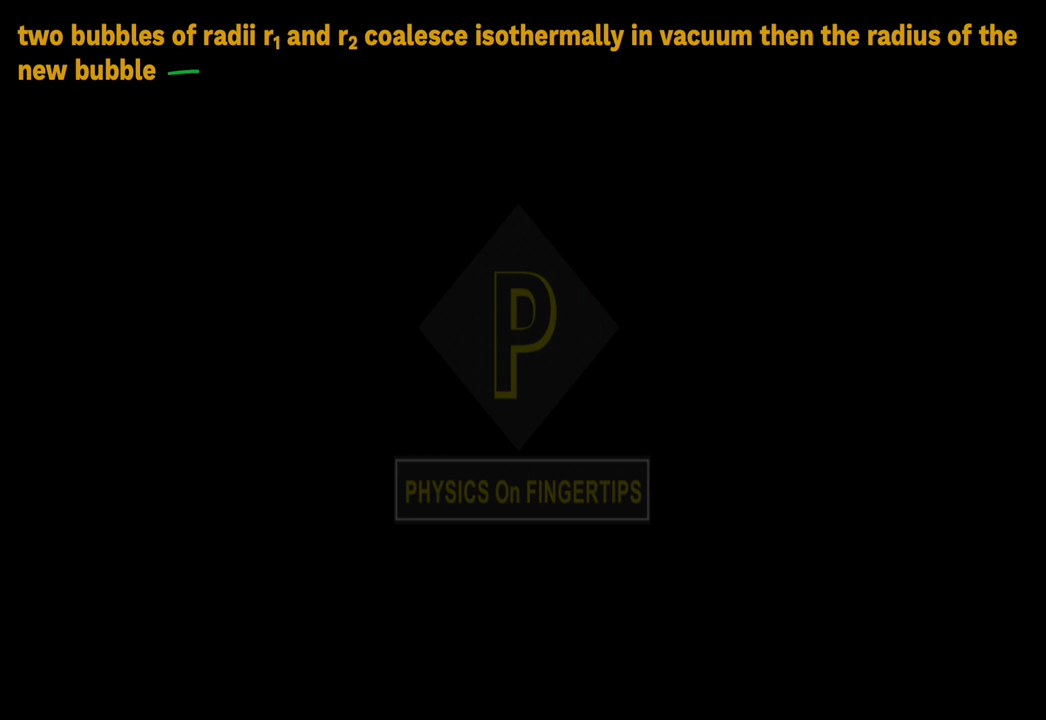 two bubbles of radii r₁ and r₂ coalesce isothermally in vacuum then the radius of the
new bubble —
P
PHYSICS On FINGERTIPS